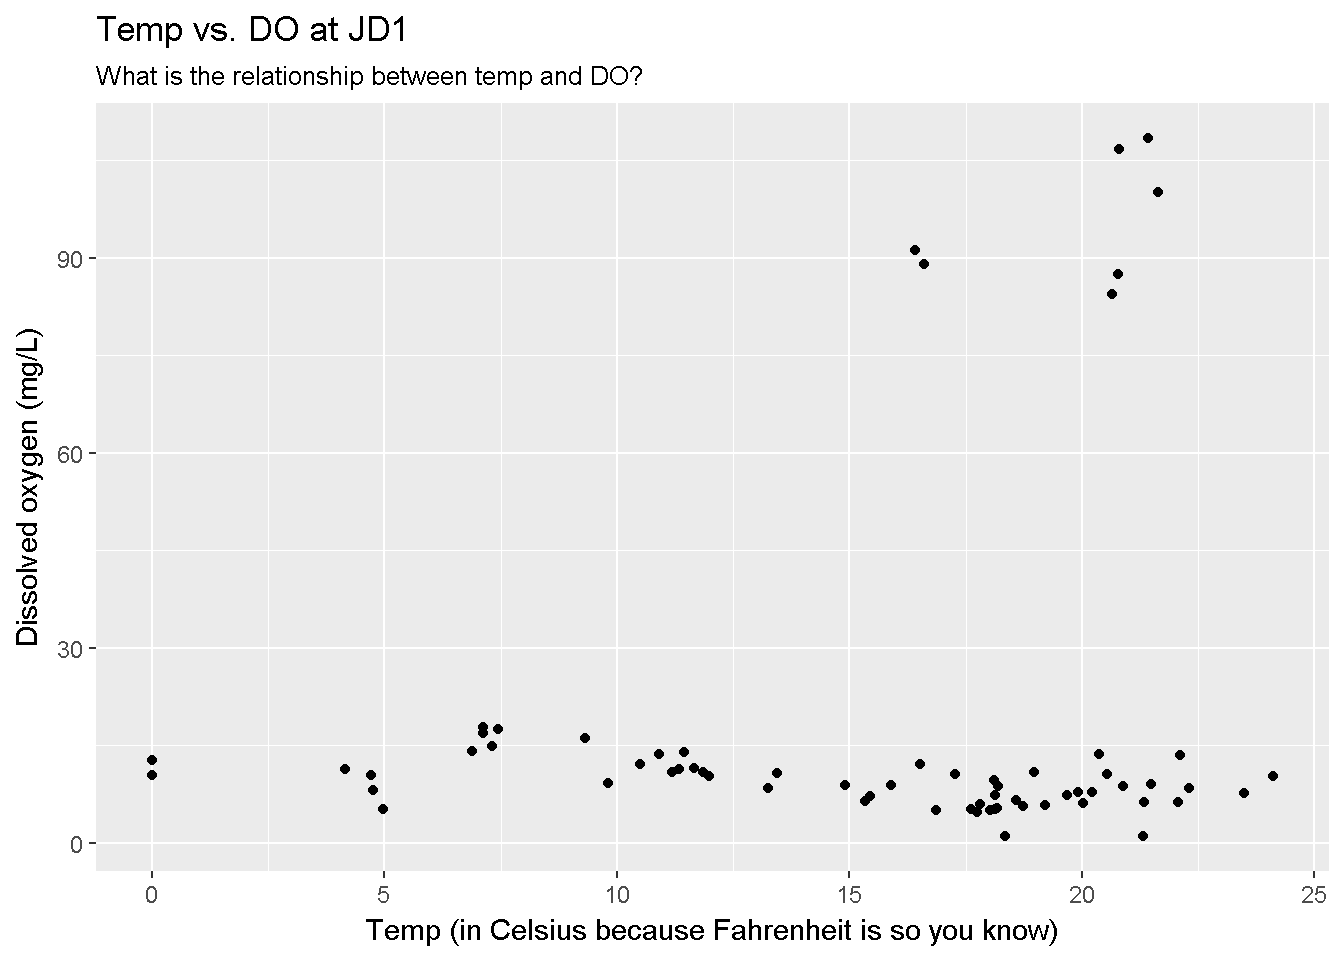 Temp vs. DO at JD1
What is the relationship between temp and DO?
90
60
30
0
Dissolved oxygen (mg/L)
0 5 10 15 20 25
Temp (in Celsius because Fahrenheit is so you know)